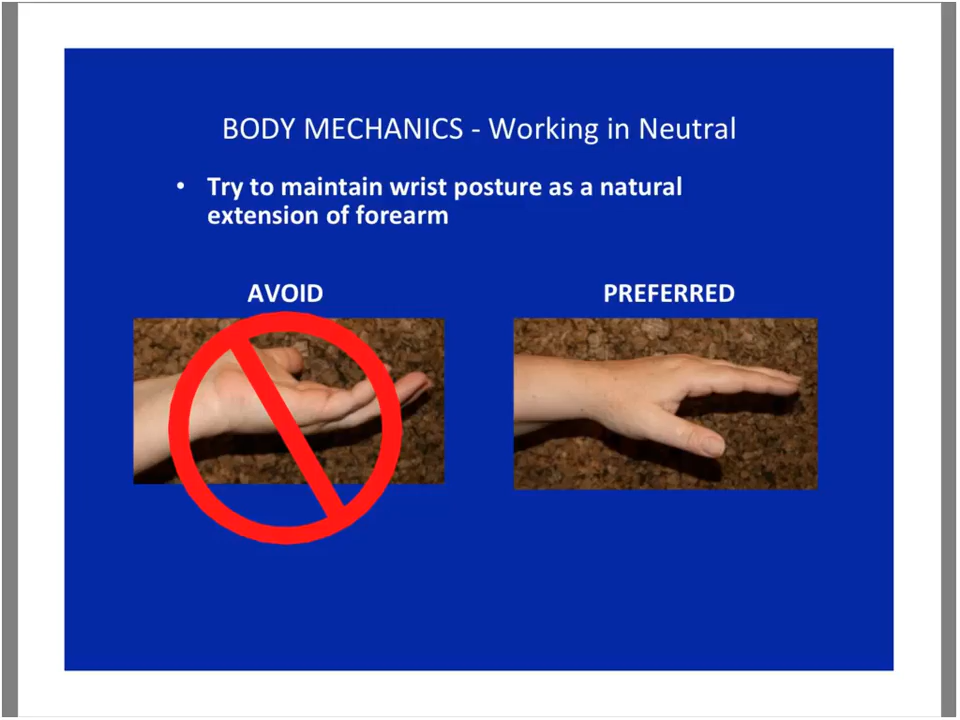 BODY MECHANICS - Working in Neutral
• Try to maintain wrist posture as a natural
extension of forearm
AVOID
PREFERRED